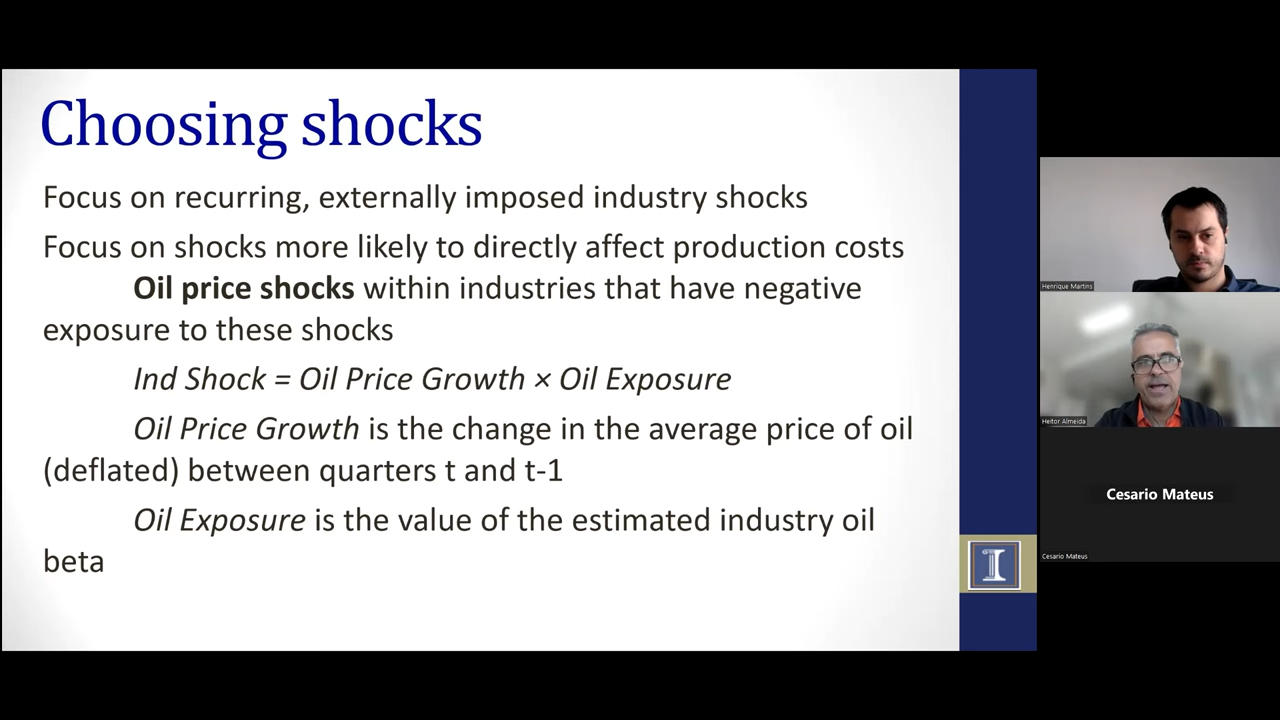 Choosing shocks
Focus on recurring, externally imposed industry shocks
Focus on shocks more likely to directly affect production costs
Oil price shocks within industries that have negative
exposure to these shocks
Ind Shock = Oil Price Growth × Oil Exposure
Oil Price Growth is the change in the average price of oil
(deflated) between quarters t and t-1
Oil Exposure is the value of the estimated industry oil
beta
Henrique Martins
Heitor Almeida
Cesario Mateus
Cesario Mateus